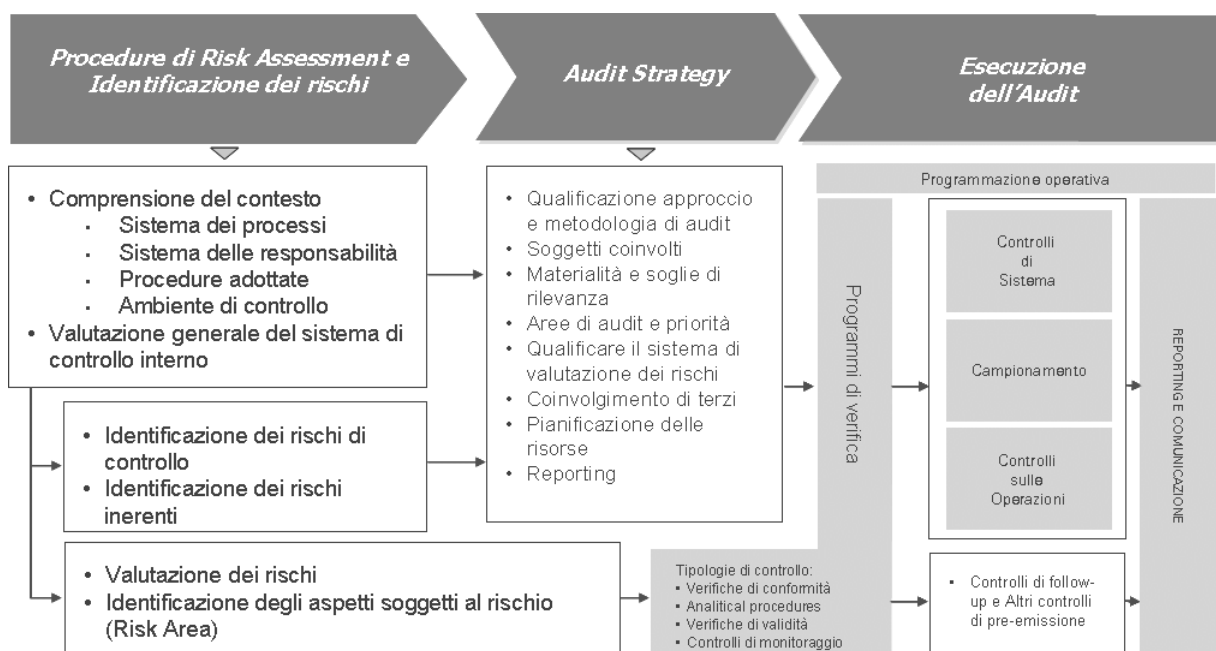 Procedure di Risk Assessment e
Identificazione dei rischi
Audit Strategy
Esecuzione
dell'Audit
• Comprensione del contesto
• Sistema dei processi
• Sistema delle responsabilità
• Procedure adottate
• Ambiente di controllo
• Valutazione generale del sistema di
controllo interno
• Identificazione dei rischi di
controllo
• Identificazione dei rischi
inerenti
• Valutazione dei rischi
• Identificazione degli aspetti soggetti al rischio
(Risk Area)
• Qualificazione approccio
e metodologia di audit
• Soggetti coinvolti
• Materialità e soglie di
rilevanza
• Aree di audit e priorità
• Qualificare il sistema di
valutazione dei rischi
• Coinvolgimento di terzi
• Pianificazione delle
risorse
• Reporting
Programmazione operativa
Programmi di verifica
Tipologie di controllo:
• Verifiche di conformità
• Analitical procedures
• Verifiche di validità
• Controlli di monitoraggio
Controlli
di
Sistema
Campionamento
Controlli
sulle
Operazioni
• Controlli di follow-
up e Altri controlli
di pre-emissione
REPORTING E COMUNICAZIONE